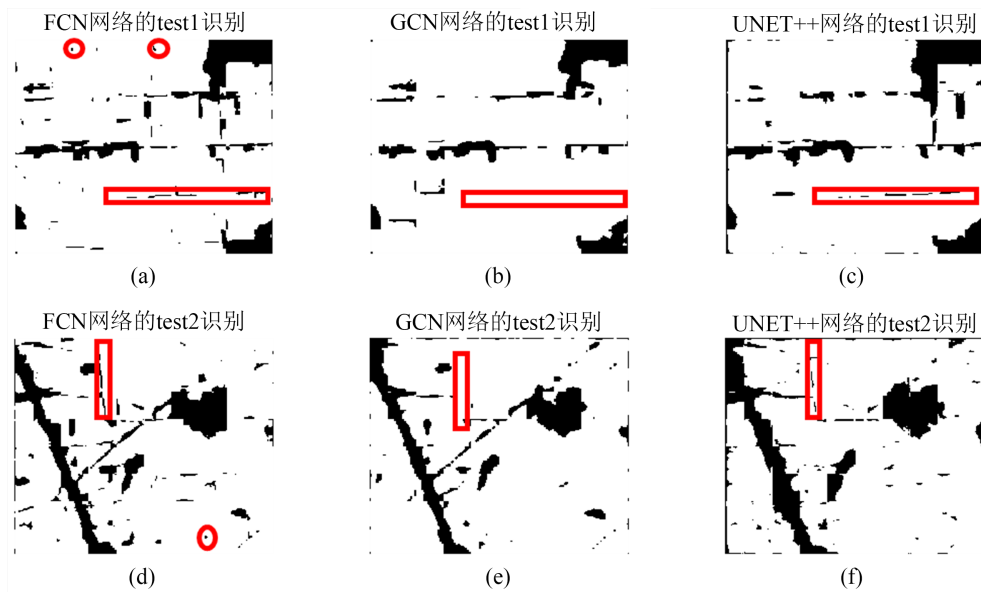 FCN网络的test1识别
GCN网络的test1识别
UNET++网络的test1识别
(a)
(b)
(c)
FCN网络的test2识别
GCN网络的test2识别
UNET++网络的test2识别
(d)
(e)
(f)